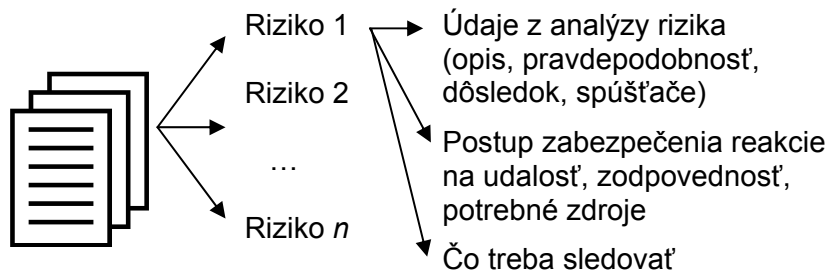 Riziko 1
Riziko 2
…
Riziko n
Údaje z analýzy rizika
(opis, pravdepodobnosť,
dôsledok, spúšťače)
Postup zabezpečenia reakcie
na udalosť, zodpovednosť,
potrebné zdroje
Čo treba sledovať